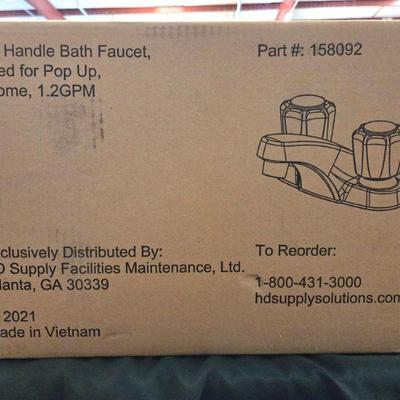 Handle Bath Faucet,
ed for Pop Up,
ome, 1.2GPM
Part #: 158092
xclusively Distributed By:
D Supply Facilities Maintenance, Ltd.
lanta, GA 30339
To Reorder:
1-800-431-3000
hdsupplysolutions.com
2021
ade in Vietnam